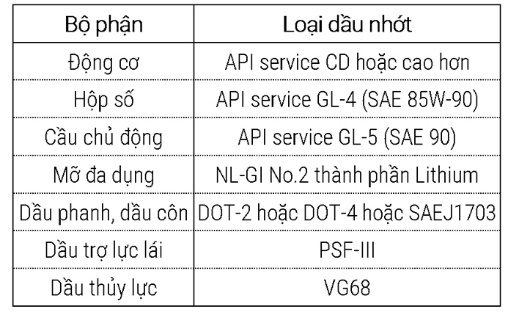 Bộ phận Loại dầu nhớt
Động cơ API service CD hoặc cao hơn
Hộp số API service GL-4 (SAE 85W-90)
Cầu chủ động API service GL-5 (SAE 90)
Mỡ đa dụng NL-GI No.2 thành phần Lithium
Dầu phanh, dầu côn DOT-2 hoặc DOT-4 hoặc SAEJ1703
Dầu trợ lực lái PSF-III
Dầu thủy lực VG68